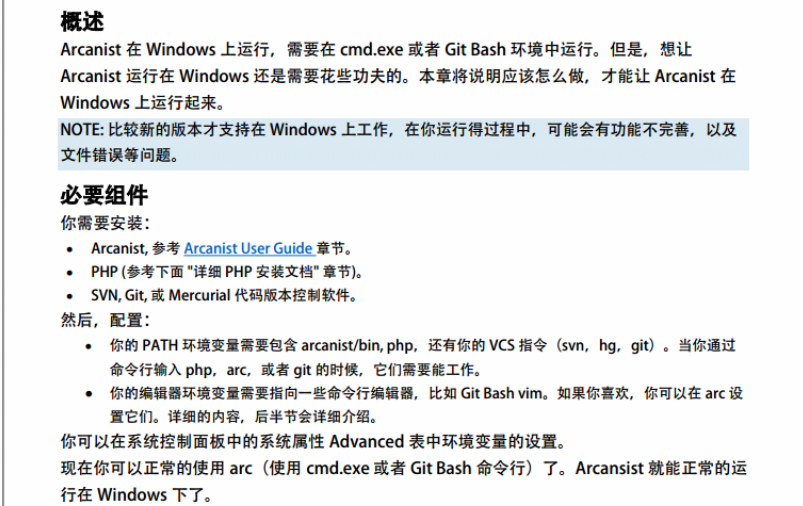 概述
Arcanist 在 Windows 上运行，需要在 cmd.exe 或者 Git Bash 环境中运行。但是，想让
Arcanist 运行在 Windows 还是需要花些功夫的。本章将说明应该怎么做，才能让 Arcanist 在
Windows 上运行起来。
NOTE: 比较新的版本才支持在 Windows 上工作，在你运行得过程中，可能会有功能不完善，以及
文件错误等问题。
必要组件
你需要安装：
• Arcanist, 参考 Arcanist User Guide 章节。
• PHP (参考下面 "详细 PHP 安装文档" 章节)。
• SVN, Git, 或 Mercurial 代码版本控制软件。
然后，配置：
• 你的 PATH 环境变量需要包含 arcanist/bin, php，还有你的 VCS 指令（svn，hg，git）。当你通过
命令行输入 php，arc，或者 git 的时候，它们需要能工作。
• 你的编辑器环境变量需要指向一些命令行编辑器，比如 Git Bash vim。如果你喜欢，你可以在 arc 设
置它们。详细的内容，后半节会详细介绍。
你可以在系统控制面板中的系统属性 Advanced 表中环境变量的设置。
现在你可以正常的使用 arc（使用 cmd.exe 或者 Git Bash 命令行）了。Arcansist 就能正常的运
行在 Windows 下了。